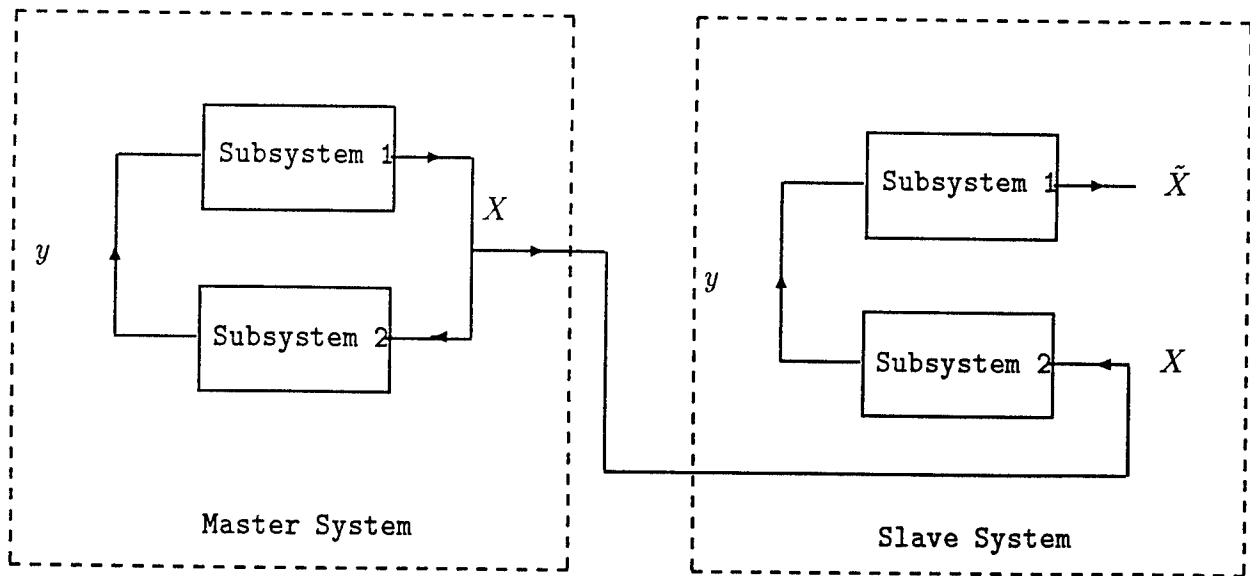 Subsystem 1
X
y
Subsystem 2
Master System
Subsystem 1
X̃
y
Subsystem 2
X
Slave System